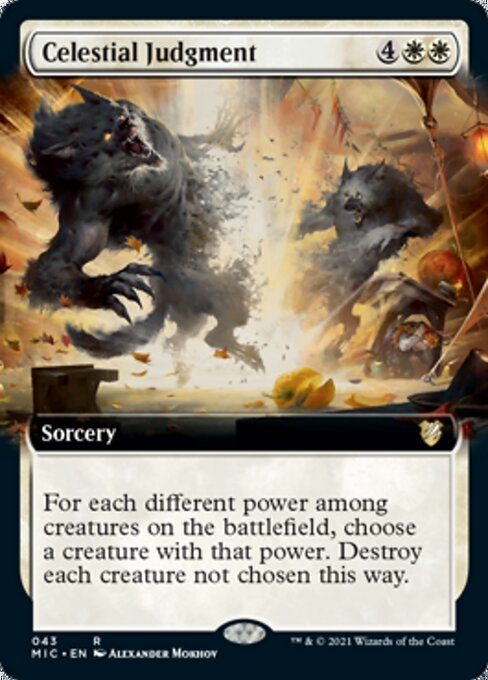 Celestial Judgment 4
Sorcery
For each different power among
creatures on the battlefield, choose
a creature with that power. Destroy
each creature not chosen this way.
043 R
MIC • EN Alexander Mokhov
™ & © 2021 Wizards of the Coast